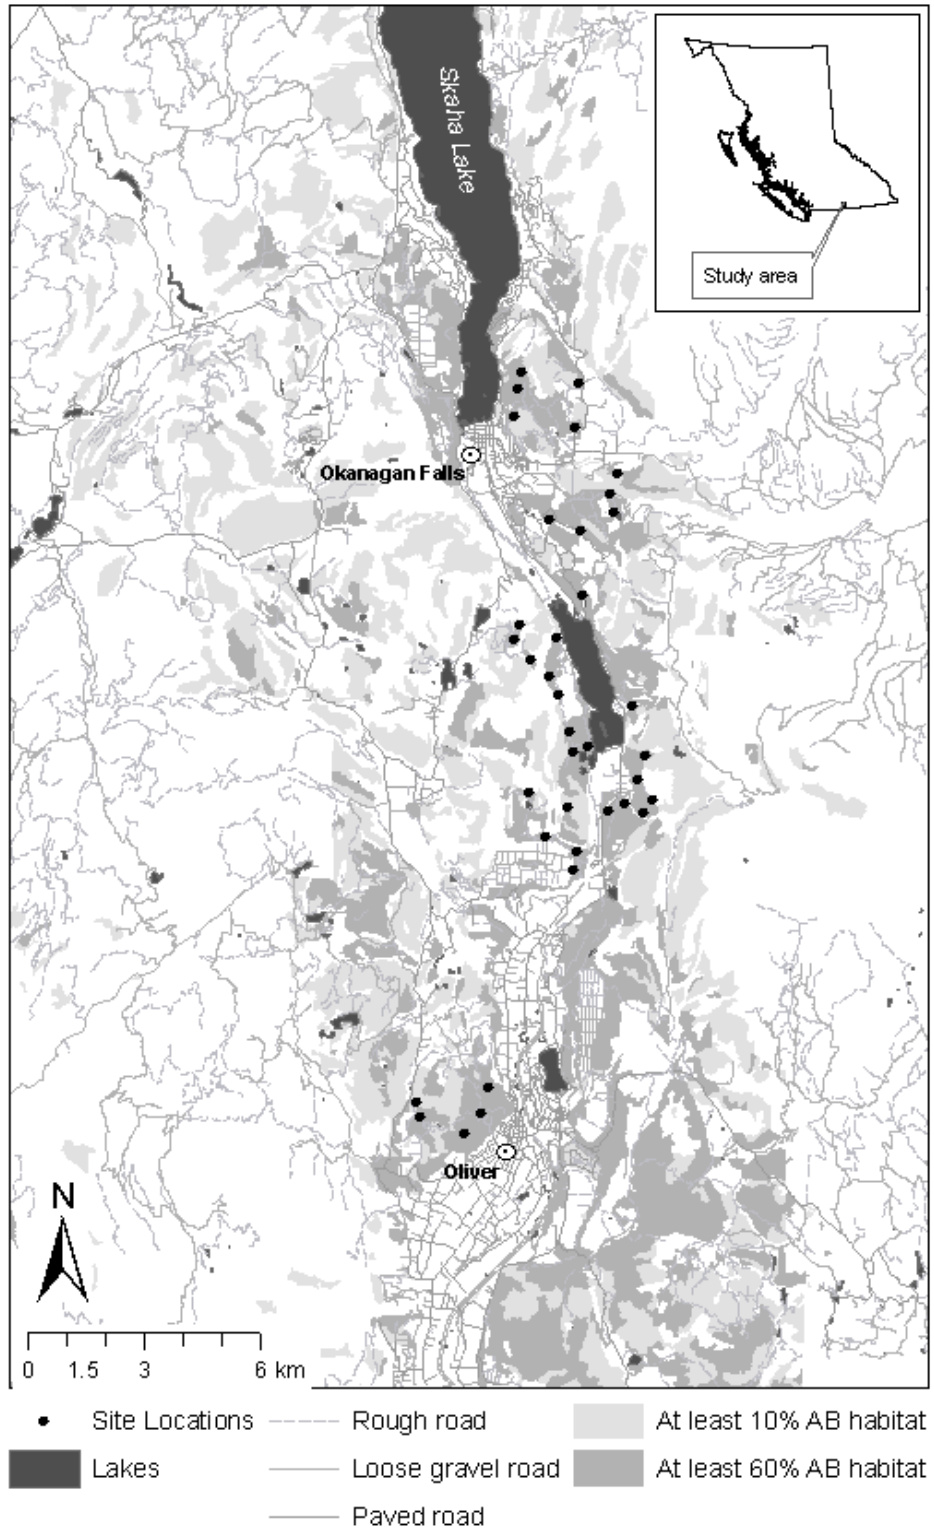 Skaha Lake
Study area
Okanagan Falls
Oliver
N
0 1.5 3 6 km
Site Locations
Rough road
At least 10% AB habitat
Lakes
Loose gravel road
At least 60% AB habitat
Paved road